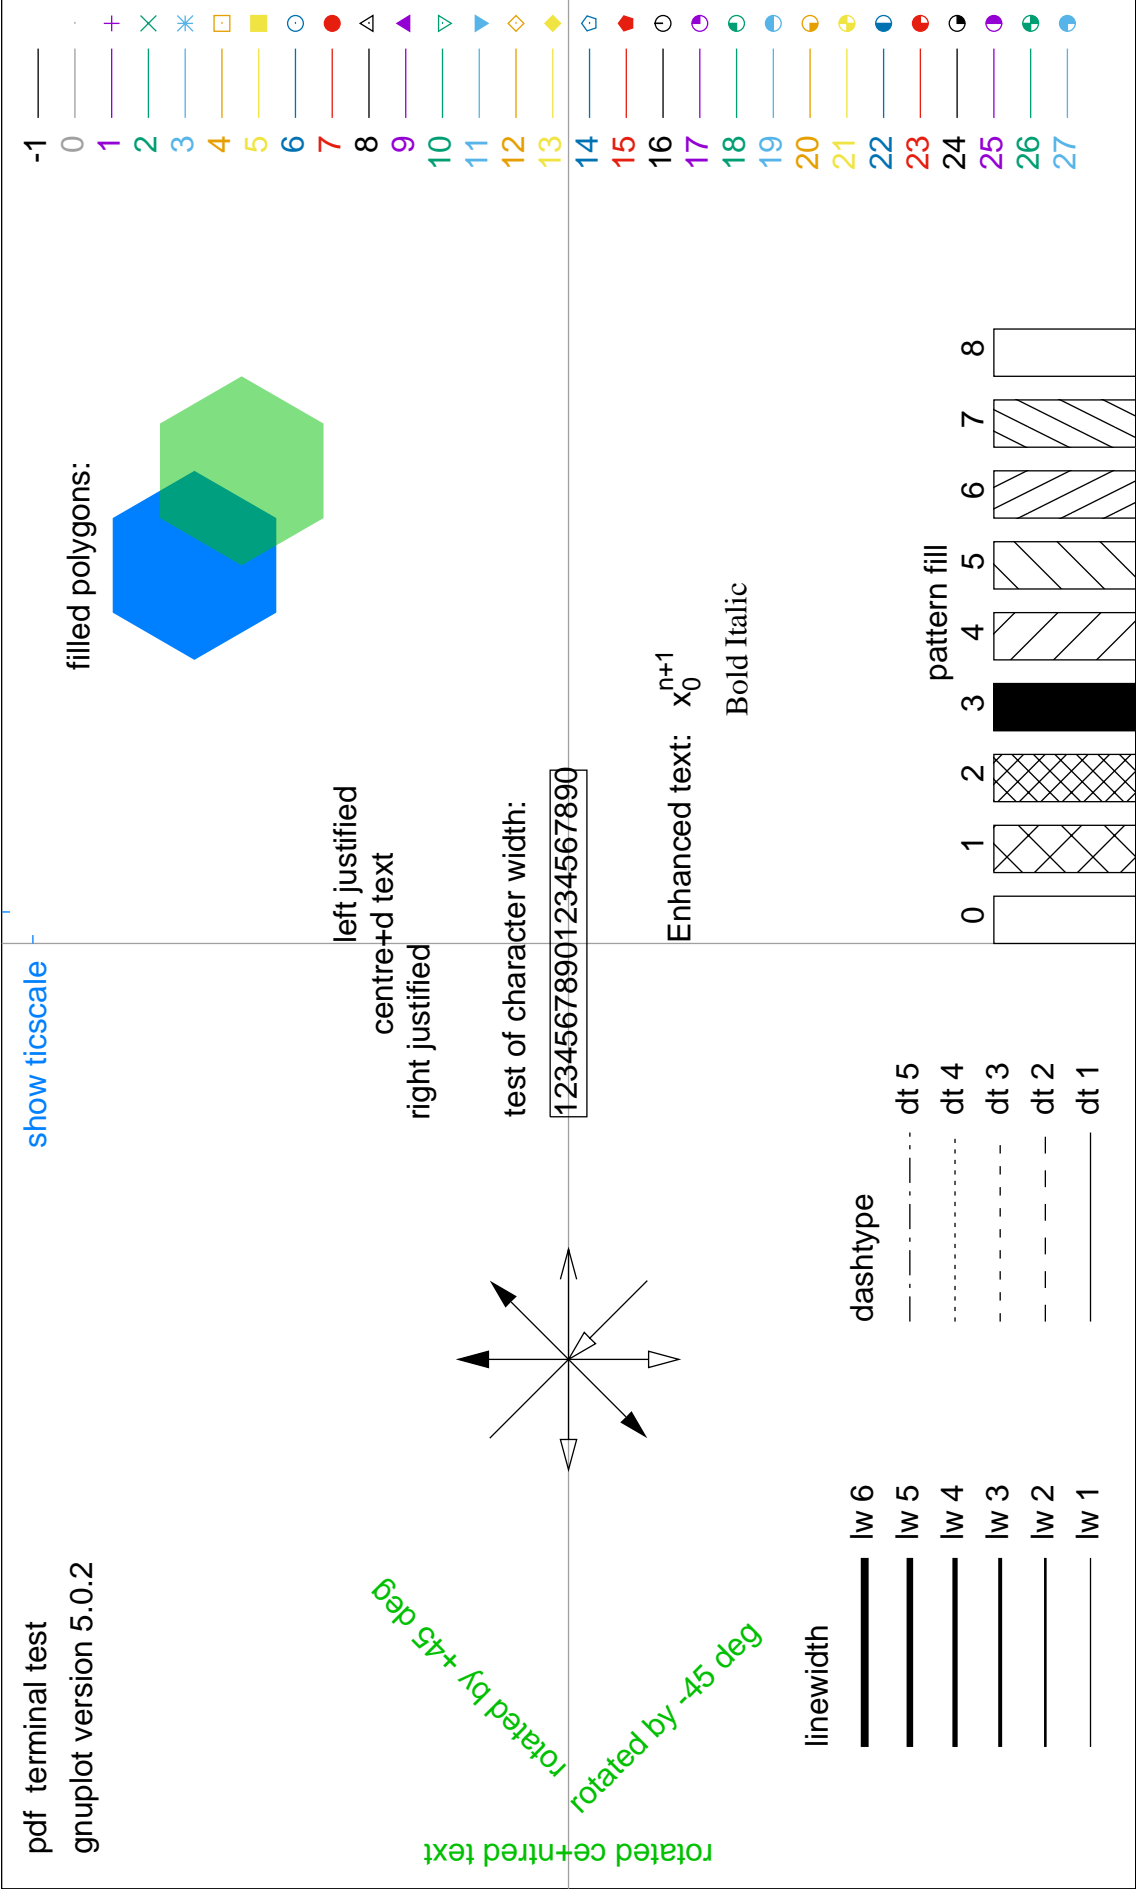 pdf  terminal test
gnuplot version 5.0.2
show ticscale
filled polygons:
-1
0
1
2
3
4
5
6
7
8
9
10
11
12
13
14
15
16
17
18
19
20
21
22
23
24
25
26
27
left justified
centre+d text
right justified
test of character width:
12345678901234567890
Enhanced text:   x0n+1
Bold Italic
rotated ce+ntred text
rotated by +45 deg
rotated by -45 deg
linewidth
lw 6
lw 5
lw 4
lw 3
lw 2
lw 1
dashtype
dt 5
dt 4
dt 3
dt 2
dt 1
pattern fill
0 1 2 3 4 5 6 7 8